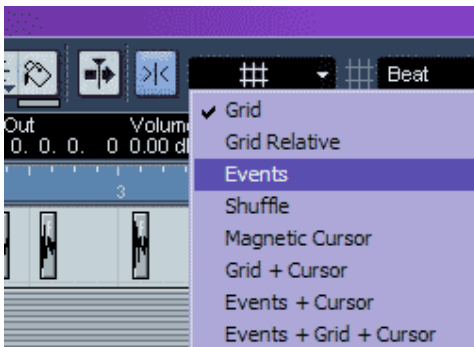 Beat
Out Volum
0. 0. 0. 0 0.00 d
3
Grid
Grid Relative
Events
Shuffle
Magnetic Cursor
Grid + Cursor
Events + Cursor
Events + Grid + Cursor